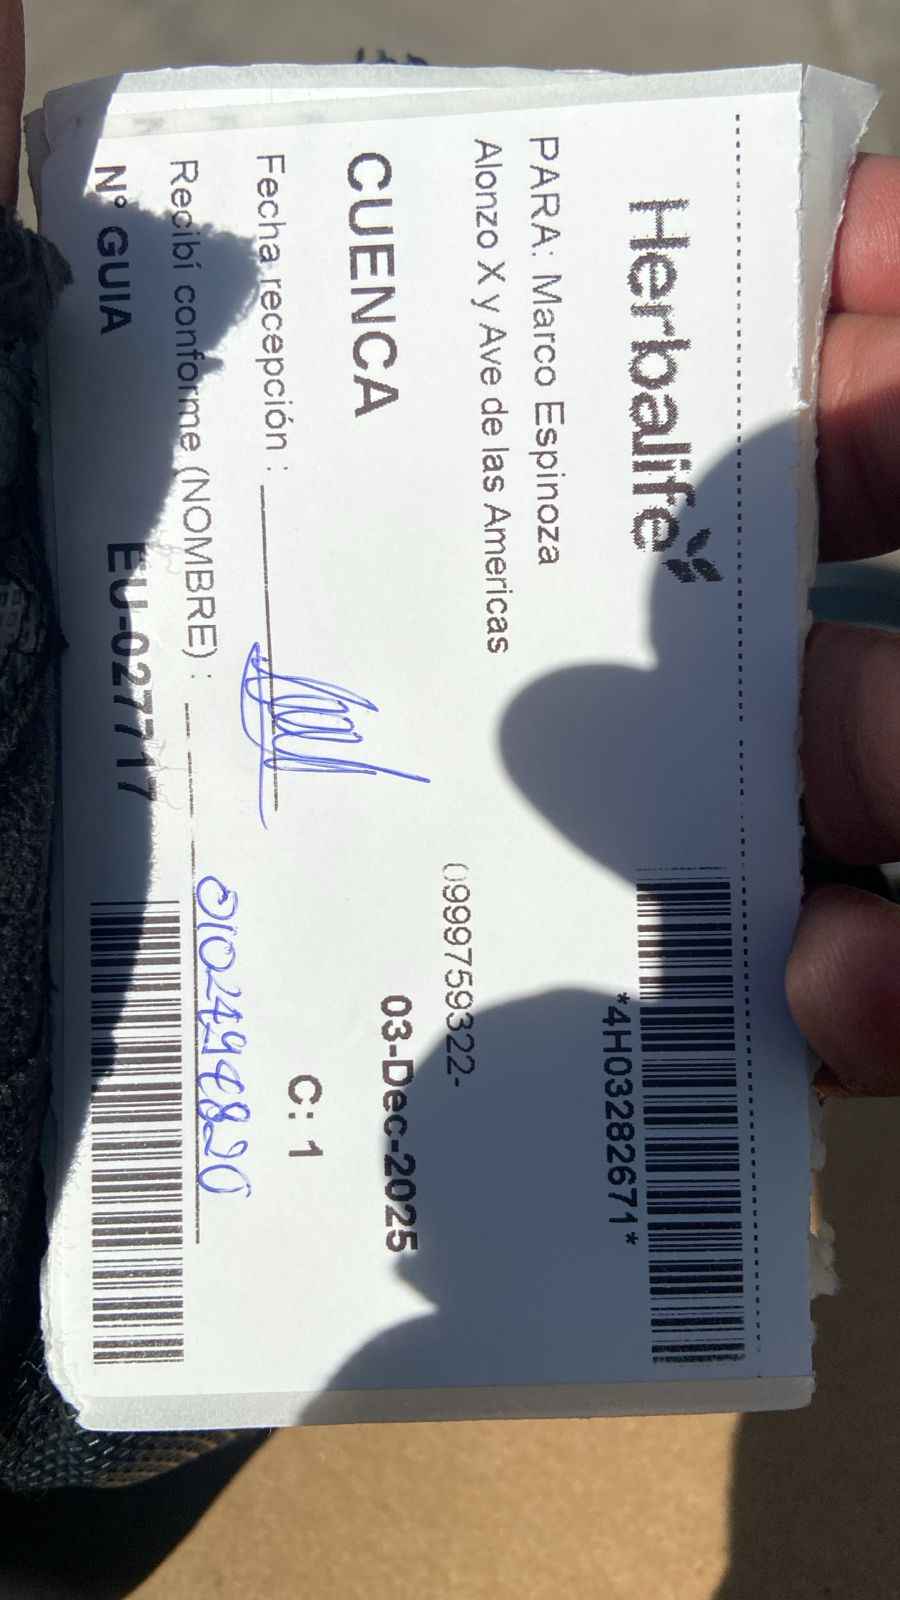 Herbalife
*4H03282671*
PARA: Marco Espinoza
Alonzo X y Ave de las Americas
0999759322-
CUENCA
03-Dec-2025
Fecha recepción :
C: 1
Recibí conforme (NOMBRE) :
N° GUIA
EU-027717